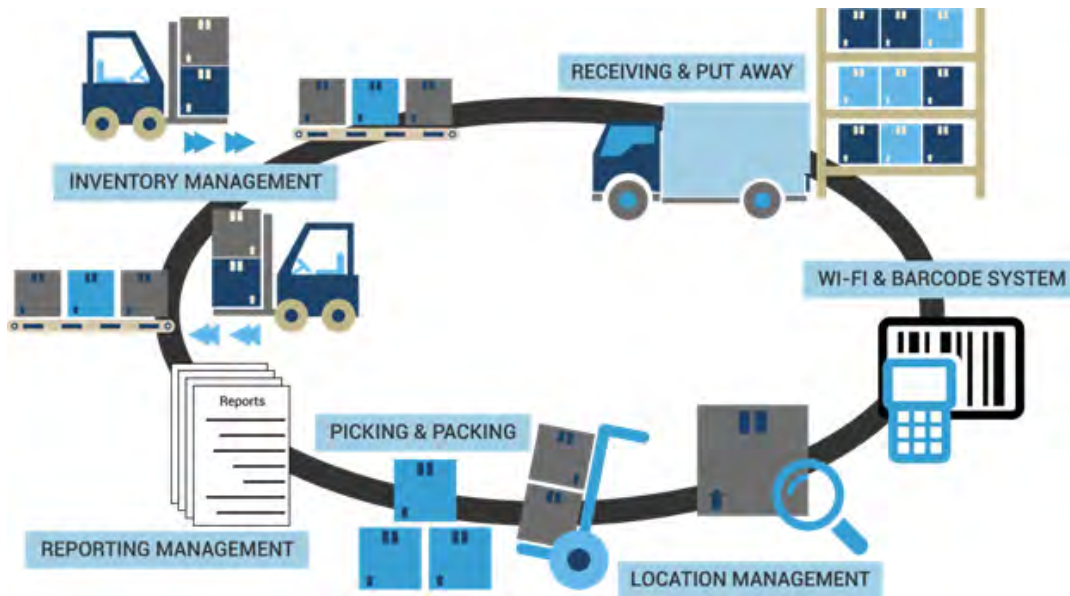 RECEIVING & PUT AWAY
INVENTORY MANAGEMENT
WI-FI & BARCODE SYSTEM
Reports
PICKING & PACKING
REPORTING MANAGEMENT
LOCATION MANAGEMENT